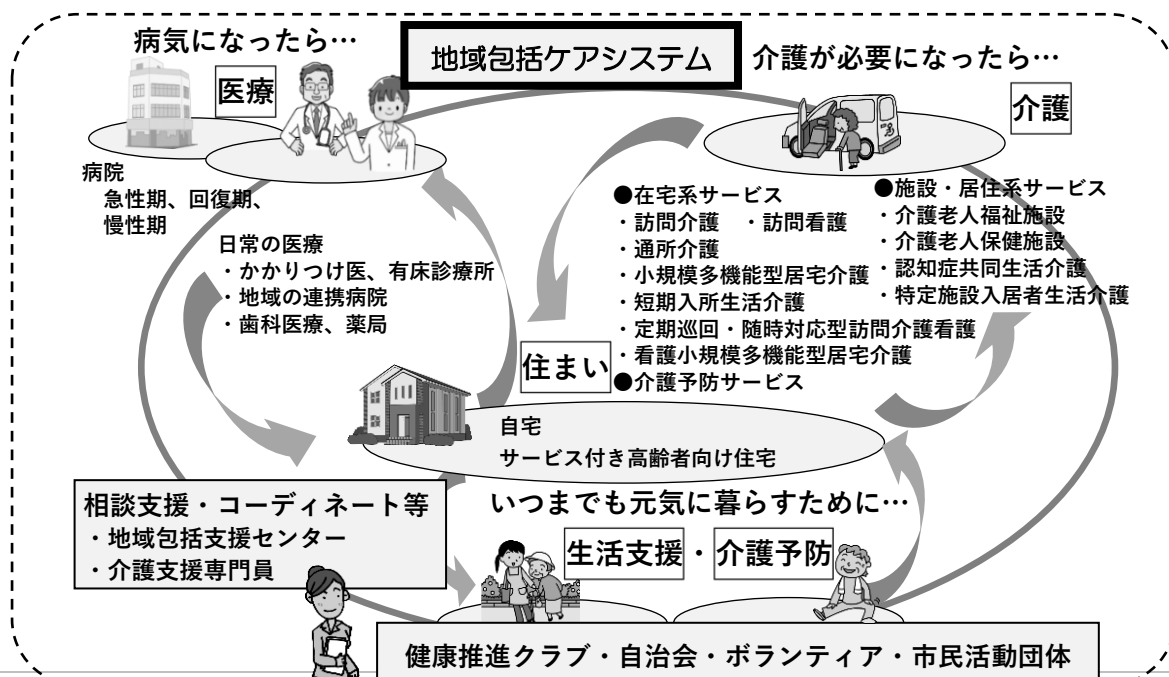 地域包括ケアシステム
病気になったら…
医療
病院
急性期、回復期、
慢性期
日常の医療
・かかりつけ医、有床診療所
・地域の連携病院
・歯科医療、薬局
介護が必要になったら…
介護
●在宅系サービス
・訪問介護 ・訪問看護
・通所介護
・小規模多機能型居宅介護
・短期入所生活介護
・定期巡回・随時対応型訪問介護看護
・看護小規模多機能型居宅介護
●介護予防サービス
●施設・居住系サービス
・介護老人福祉施設
・介護老人保健施設
・認知症共同生活介護
・特定施設入居者生活介護
住まい
自宅
サービス付き高齢者向け住宅
相談支援・コーディネート等
・地域包括支援センター
・介護支援専門員
いつまでも元気に暮らすために…
生活支援・介護予防
健康推進クラブ・自治会・ボランティア・市民活動団体